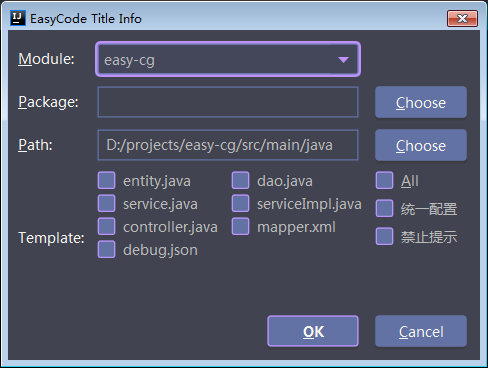 EasyCode Title Info
Module: easy-cg
Package: Choose
Path: D:/projects/easy-cg/src/main/java Choose
Template:
entity.java dao.java All
service.java serviceImpl.java 统一配置
controller.java mapper.xml 禁止提示
debug.json
OK Cancel